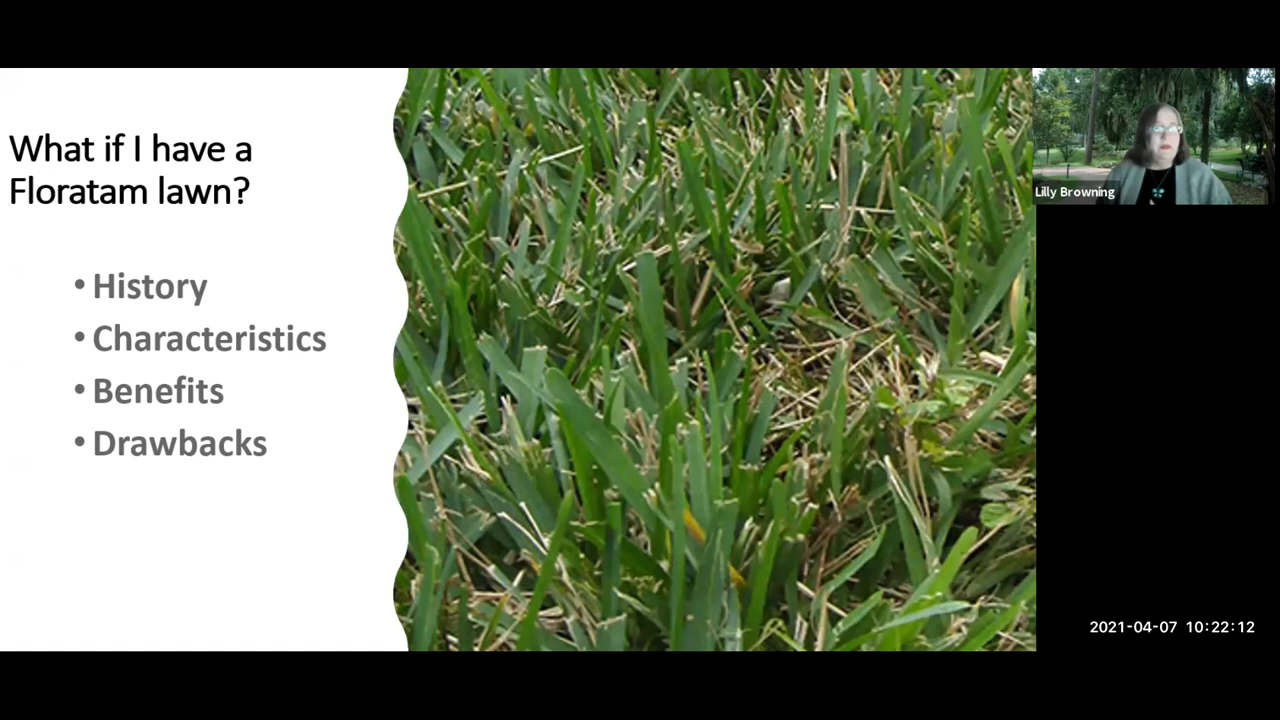 What if I have a
Floratam lawn?
• History
• Characteristics
• Benefits
• Drawbacks
Lilly Browning
2021-04-07 10:22:12